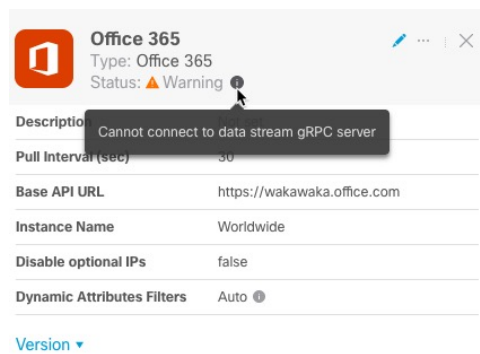 Office 365
Type: Office 365
Status: Warning
Cannot connect to data stream gRPC server
Description
Pull Interval (sec) 30
Base API URL https://wakawaka.office.com
Instance Name Worldwide
Disable optional IPs false
Dynamic Attributes Filters Auto
Version